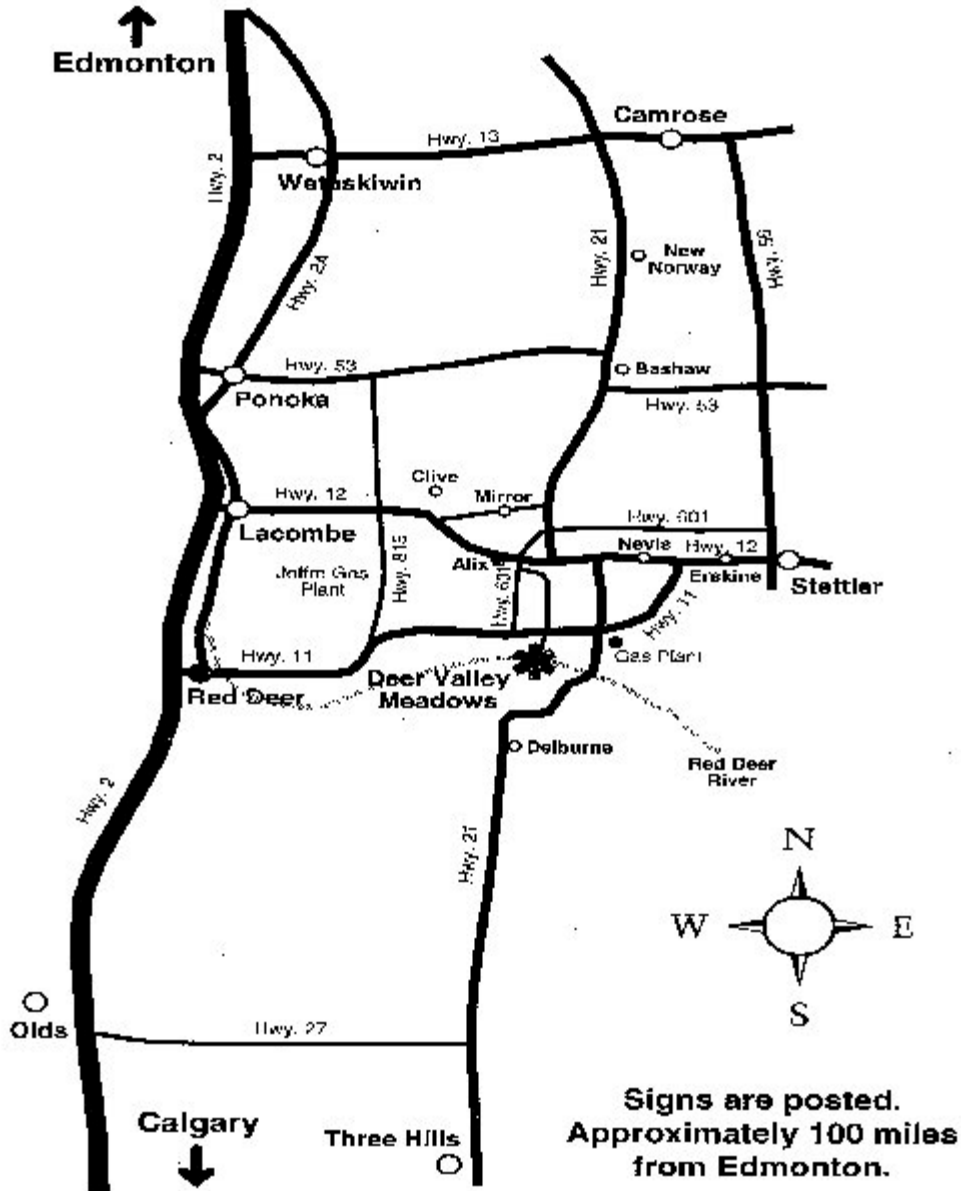 Edmonton
Camrose
Hwy. 13
Hwy. 2
Wetaskiwin
Hwy. 21
New
Norway
Hwy. 56
Hwy. 2A
Hwy. 53
Bashaw
Ponoka
Hwy. 53
Clive
Hwy. 12
Mirror
Hwy. 601
Lacombe
Nevis
Hwy. 12
Alix
Hwy. 815
Hwy. 601
Erskine
Stettler
Gas
Plant
Hwy. 11
Hwy. 11
Gas Plant
Red Deer
Deer Valley
Meadows
Delburne
Red Deer
River
Hwy. 2
Hwy. 21
N
W
E
S
Olds
Hwy. 27
Calgary
Three Hills
Signs are posted.
Approximately 100 miles
from Edmonton.